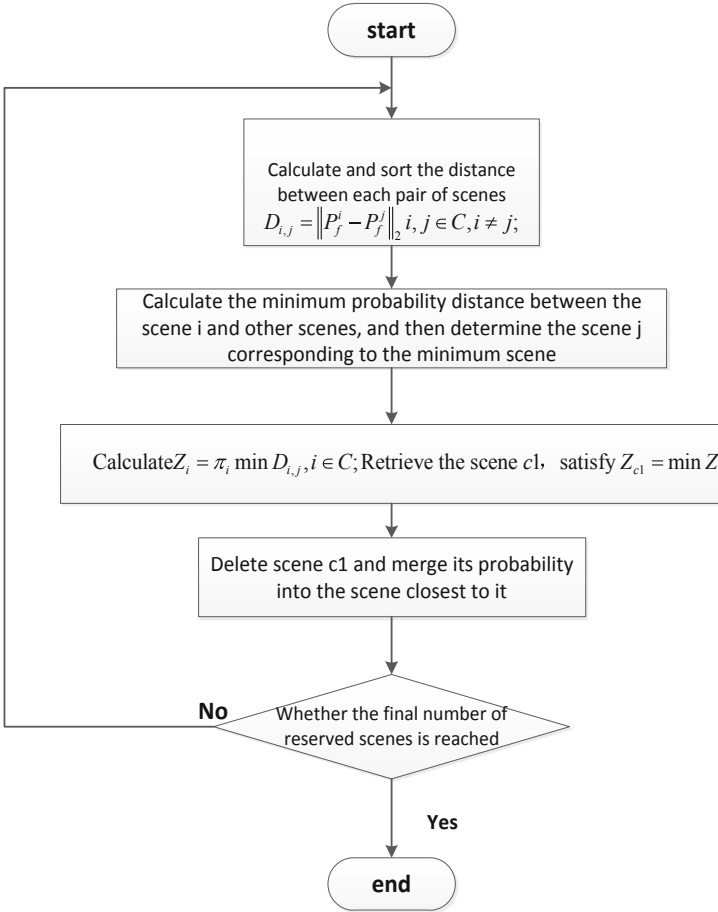 start
Calculate and sort the distance
between each pair of scenes
D_{i,j} = ‖P_f^i − P_f^j‖_2 i, j ∈ C, i ≠ j;
Calculate the minimum probability distance between the
scene i and other scenes, and then determine the scene j
corresponding to the minimum scene
Calculate Z_i = π_i min D_{i,j}, i ∈ C; Retrieve the scene c1, satisfy Z_{c1} = min Z
Delete scene c1 and merge its probability
into the scene closest to it
No
Whether the final number of
reserved scenes is reached
Yes
end